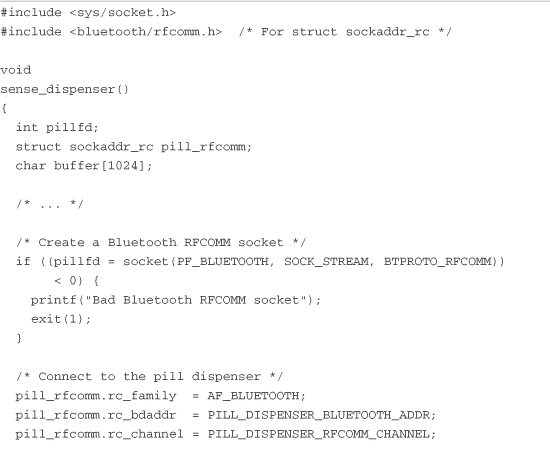 #include <sys/socket.h>
#include <bluetooth/rfcomm.h>  /* For struct sockaddr_rc */

void
sense_dispenser()
{
  int pillfd;
  struct sockaddr_rc pill_rfcomm;
  char buffer[1024];

  /* ... */

  /* Create a Bluetooth RFCOMM socket */
  if ((pillfd = socket(PF_BLUETOOTH, SOCK_STREAM, BTPROTO_RFCOMM))
       < 0) {
    printf("Bad Bluetooth RFCOMM socket");
    exit(1);
  }

  /* Connect to the pill dispenser */
  pill_rfcomm.rc_family  = AF_BLUETOOTH;
  pill_rfcomm.rc_bdaddr  = PILL_DISPENSER_BLUETOOTH_ADDR;
  pill_rfcomm.rc_channel = PILL_DISPENSER_RFCOMM_CHANNEL;